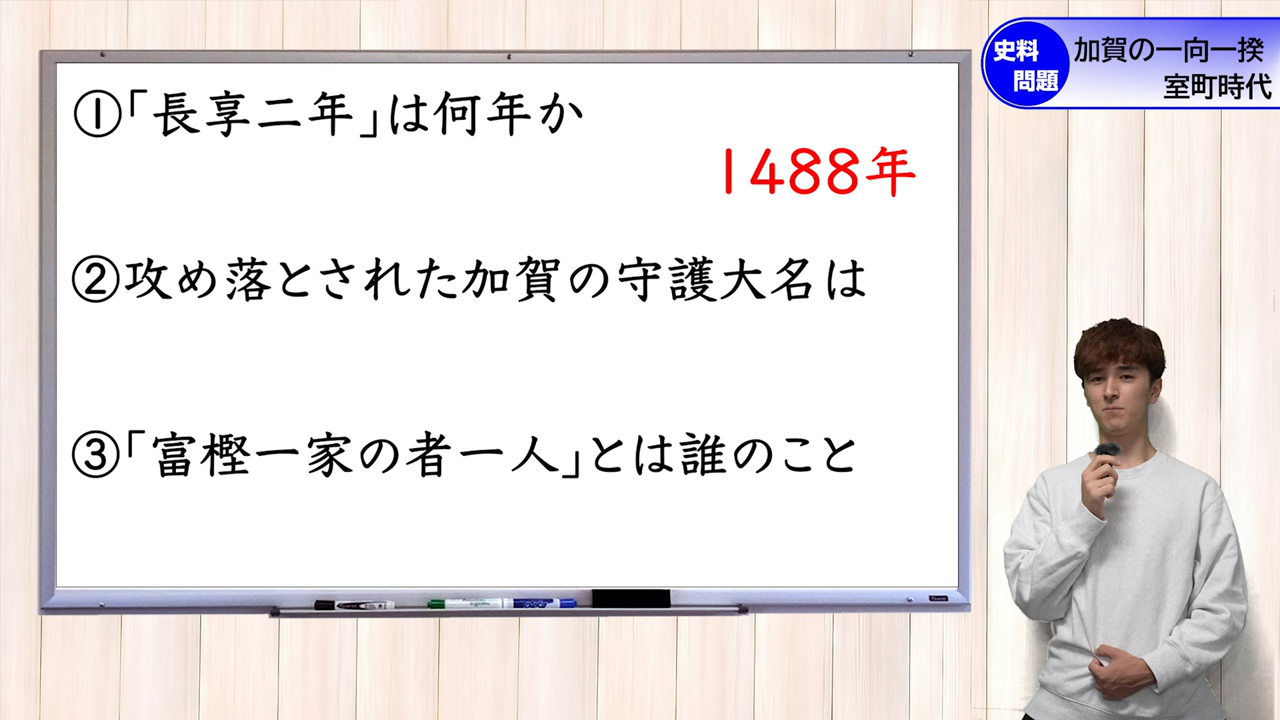 ①「長享二年」は何年か
1488年
②攻め落とされた加賀の守護大名は
③「富樫一家の者一人」とは誰のこと
史料
問題
加賀の一向一揆
室町時代